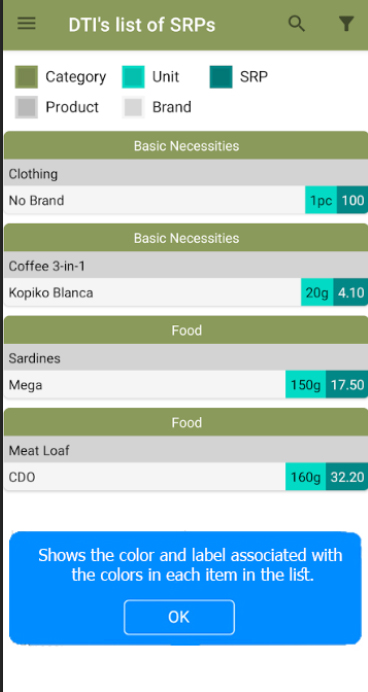 DTI's list of SRPs
Category Unit SRP
Product Brand
Basic Necessities
Clothing
No Brand 1pc 100
Basic Necessities
Coffee 3-in-1
Kopiko Blanca 20g 4.10
Food
Sardines
Mega 150g 17.50
Food
Meat Loaf
CDO 160g 32.20
Shows the color and label associated with
the colors in each item in the list.
OK